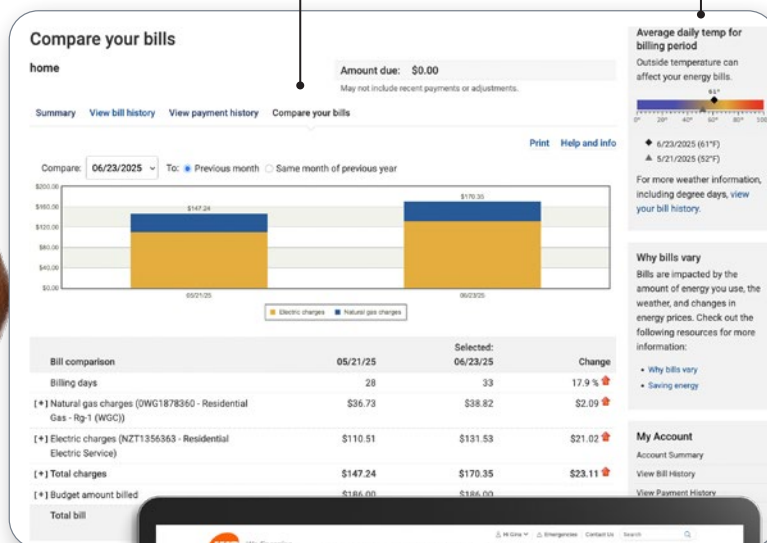 Compare your bills
home
Amount due: $0.00
May not include recent payments or adjustments.
Summary View bill history View payment history Compare your bills
Print Help and info
Compare: 06/23/2025 To: Previous month Same month of previous year
$200.00
$160.00
$120.00
$80.00
$40.00
$0.00
$147.24
$170.35
05/21/25
06/23/25
Electric charges Natural gas charges
Selected:
Bill comparison 05/21/25 06/23/25 Change
Billing days 28 33 17.9 %
[+] Natural gas charges (0WG1878360 - Residential $36.73 $38.82 $2.09
Gas - Rg-1 (WGC))
[+] Electric charges (NZT1356363 - Residential $110.51 $131.53 $21.02
Electric Service)
[+] Total charges $147.24 $170.35 $23.11
[+] Budget amount billed $186.00 $186.00
Total bill
Average daily temp for
billing period
Outside temperature can
affect your energy bills.
61°
0° 20° 40° 60° 80° 100
6/23/2025 (61°F)
5/21/2025 (52°F)
For more weather information,
including degree days, view
your bill history.
Why bills vary
Bills are impacted by the
amount of energy you use, the
weather, and changes in
energy prices. Check out the
following resources for more
information:
• Why bills vary
• Saving energy
My Account
Account Summary
View Bill History
View Payment History
Hi Gina Emergencies Contact Us Search